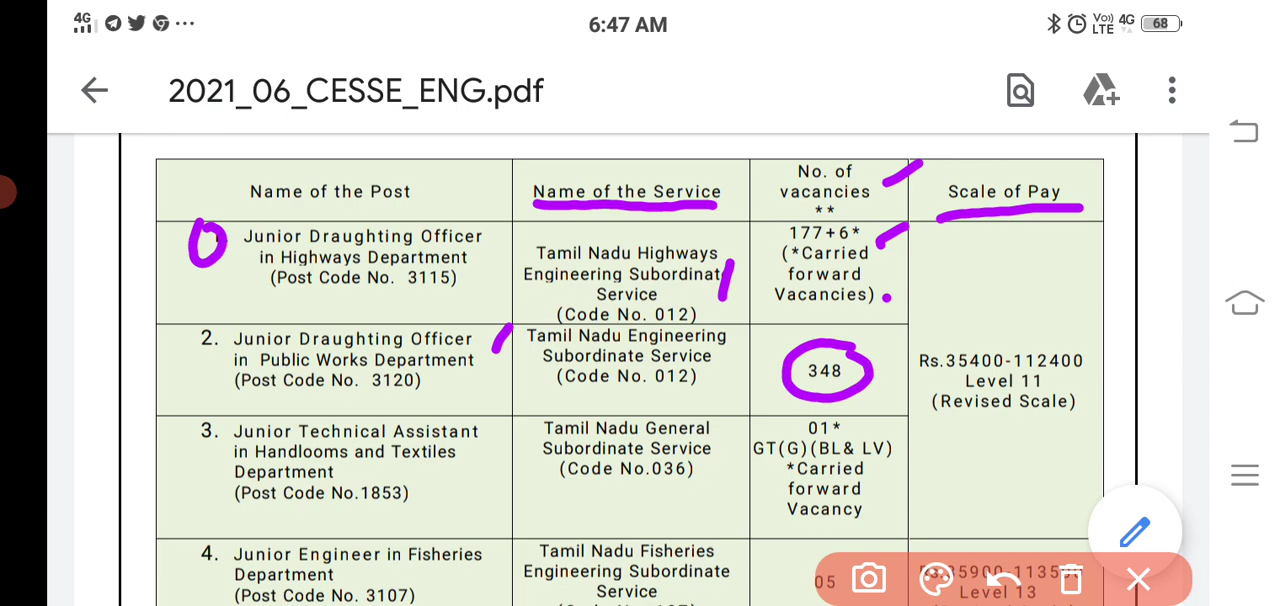 4G
6:47 AM
Vo) 4G
LTE
68
2021_06_CESSE_ENG.pdf
Name of the Post
Name of the Service
No. of
vacancies
**
Scale of Pay
Junior Draughting Officer
in Highways Department
(Post Code No. 3115)
Tamil Nadu Highways
Engineering Subordinate
Service
(Code No. 012)
177+6*
(*Carried
forward
Vacancies)
Rs.35400-112400
Level 11
(Revised Scale)
2. Junior Draughting Officer
in Public Works Department
(Post Code No. 3120)
Tamil Nadu Engineering
Subordinate Service
(Code No. 012)
348
3. Junior Technical Assistant
in Handlooms and Textiles
Department
(Post Code No.1853)
Tamil Nadu General
Subordinate Service
(Code No.036)
01*
GT(G)(BL& LV)
*Carried
forward
Vacancy
4. Junior Engineer in Fisheries
Department
(Post Code No. 3107)
Tamil Nadu Fisheries
Engineering Subordinate
Service
05
Level 13